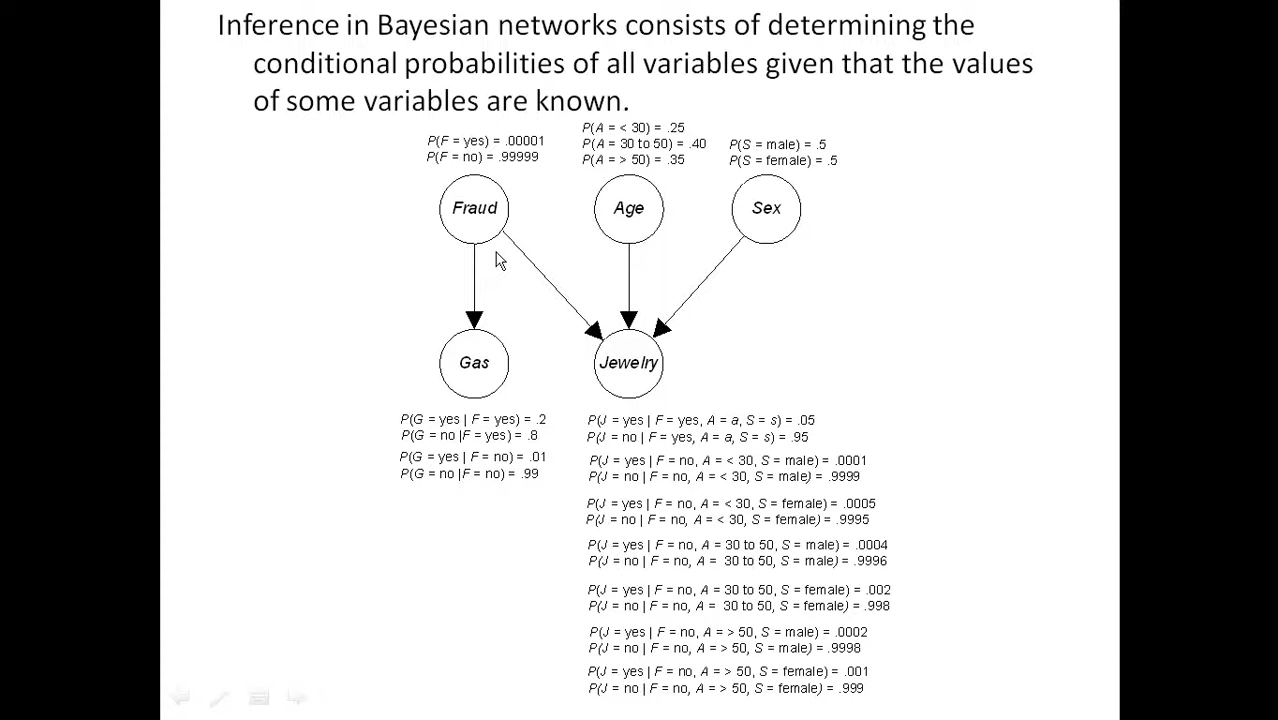 Inference in Bayesian networks consists of determining the
conditional probabilities of all variables given that the values
of some variables are known.
P(F = yes) = .00001
P(F = no) = .99999
P(A = < 30) = .25
P(A = 30 to 50) = .40
P(A = > 50) = .35
P(S = male) = .5
P(S = female) = .5
Fraud
Age
Sex
Gas
Jewelry
P(G = yes | F = yes) = .2
P(G = no |F = yes) = .8
P(G = yes | F = no) = .01
P(G = no |F = no) = .99
P(J = yes | F = yes, A = a, S = s) = .05
P(J = no | F = yes, A = a, S = s) = .95
P(J = yes | F = no, A = < 30, S = male) = .0001
P(J = no | F = no, A = < 30, S = male) = .9999
P(J = yes | F = no, A = < 30, S = female) = .0005
P(J = no | F = no, A = < 30, S = female) = .9995
P(J = yes | F = no, A = 30 to 50, S = male) = .0004
P(J = no | F = no, A = 30 to 50, S = male) = .9996
P(J = yes | F = no, A = 30 to 50, S = female) = .002
P(J = no | F = no, A = 30 to 50, S = female) = .998
P(J = yes | F = no, A = > 50, S = male) = .0002
P(J = no | F = no, A = > 50, S = male) = .9998
P(J = yes | F = no, A = > 50, S = female) = .001
P(J = no | F = no, A = > 50, S = female) = .999